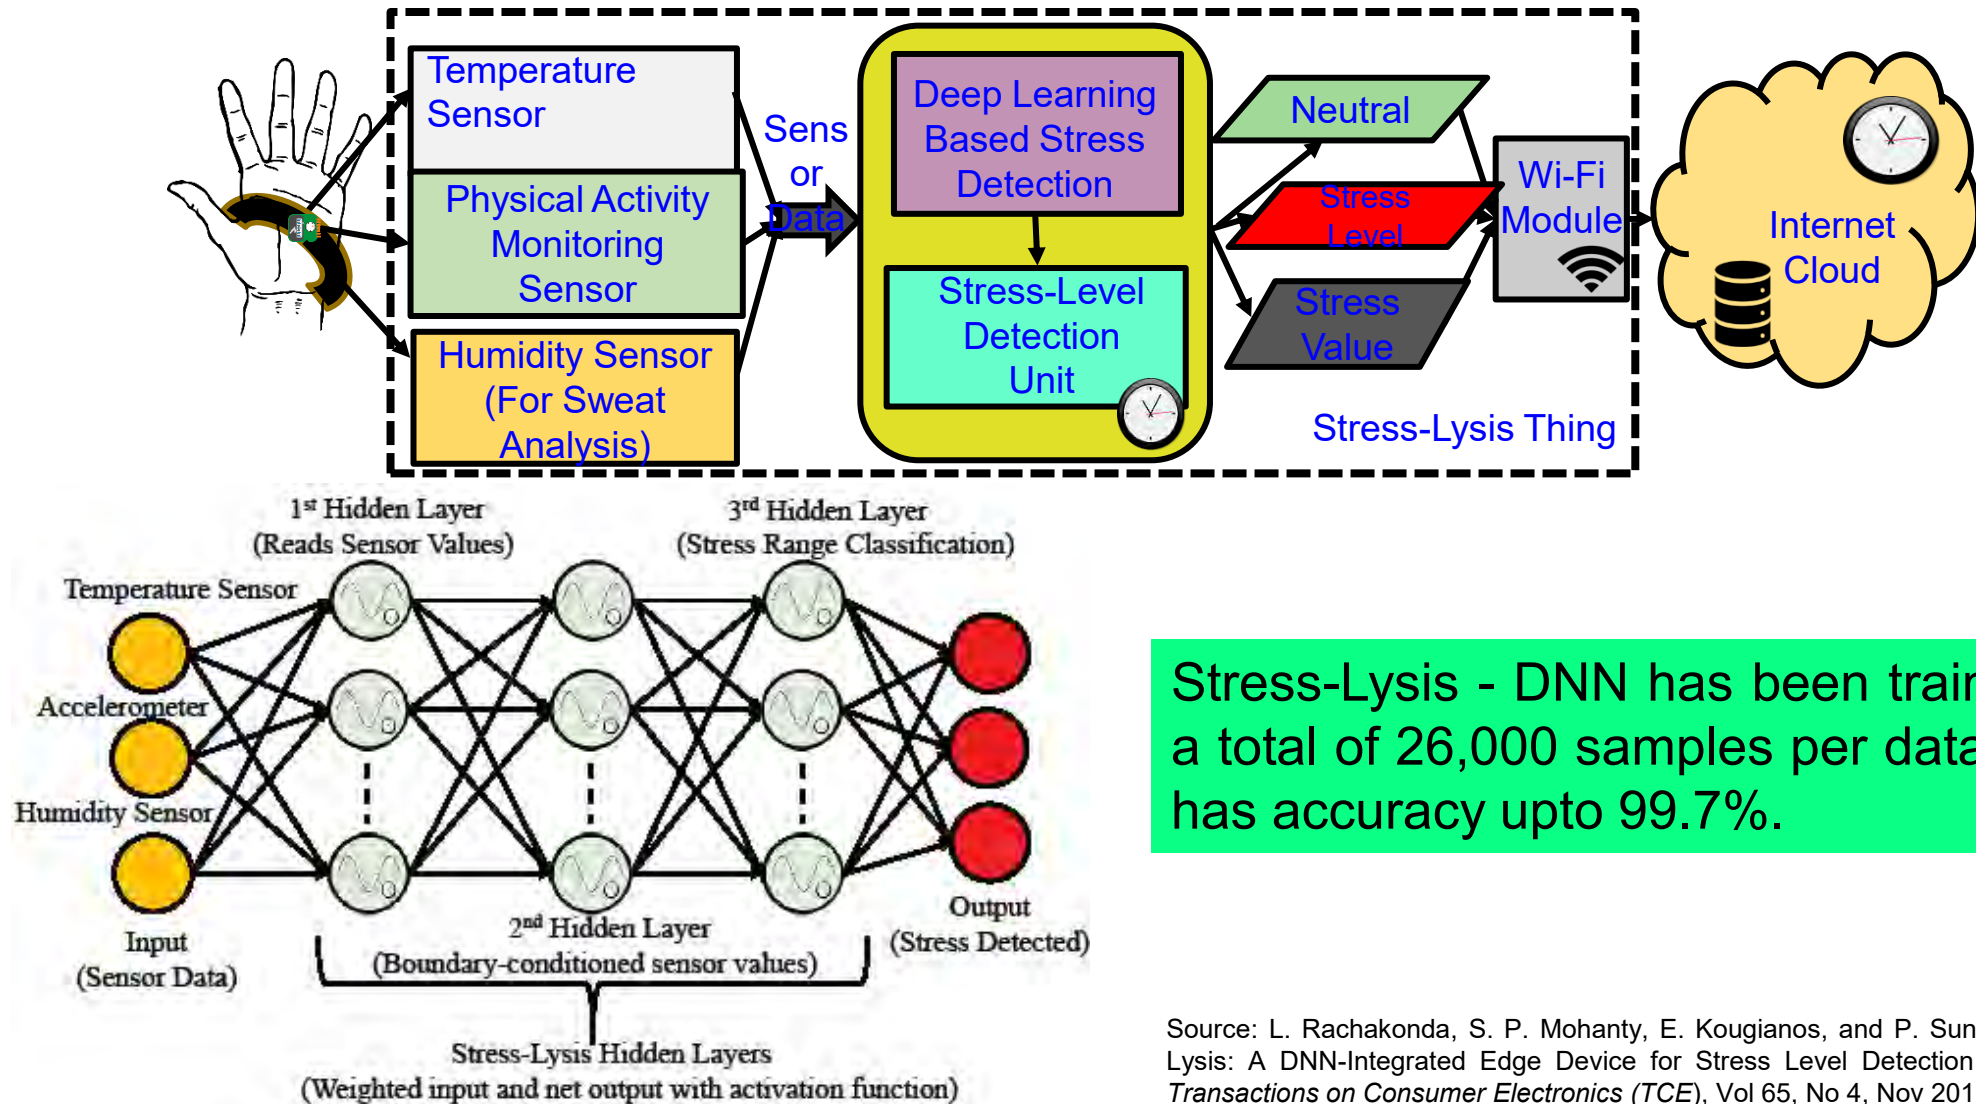 Temperature
Sensor
Physical Activity
Monitoring
Sensor
Humidity Sensor
(For Sweat
Analysis)
Sens
or
Data
Deep Learning
Based Stress
Detection
Stress-Level
Detection
Unit
Neutral
Stress
Level
Stress
Value
Wi-Fi
Module
Internet
Cloud
Stress-Lysis Thing
1st Hidden Layer
(Reads Sensor Values)
3rd Hidden Layer
(Stress Range Classification)
Temperature Sensor
Accelerometer
Humidity Sensor
Input
(Sensor Data)
2nd Hidden Layer
(Boundary-conditioned sensor values)
Output
(Stress Detected)
Stress-Lysis Hidden Layers
(Weighted input and net output with activation function)
Stress-Lysis - DNN has been train
a total of 26,000 samples per data
has accuracy upto 99.7%.
Source: L. Rachakonda, S. P. Mohanty, E. Kougianos, and P. Sun
Lysis: A DNN-Integrated Edge Device for Stress Level Detection
Transactions on Consumer Electronics (TCE), Vol 65, No 4, Nov 201